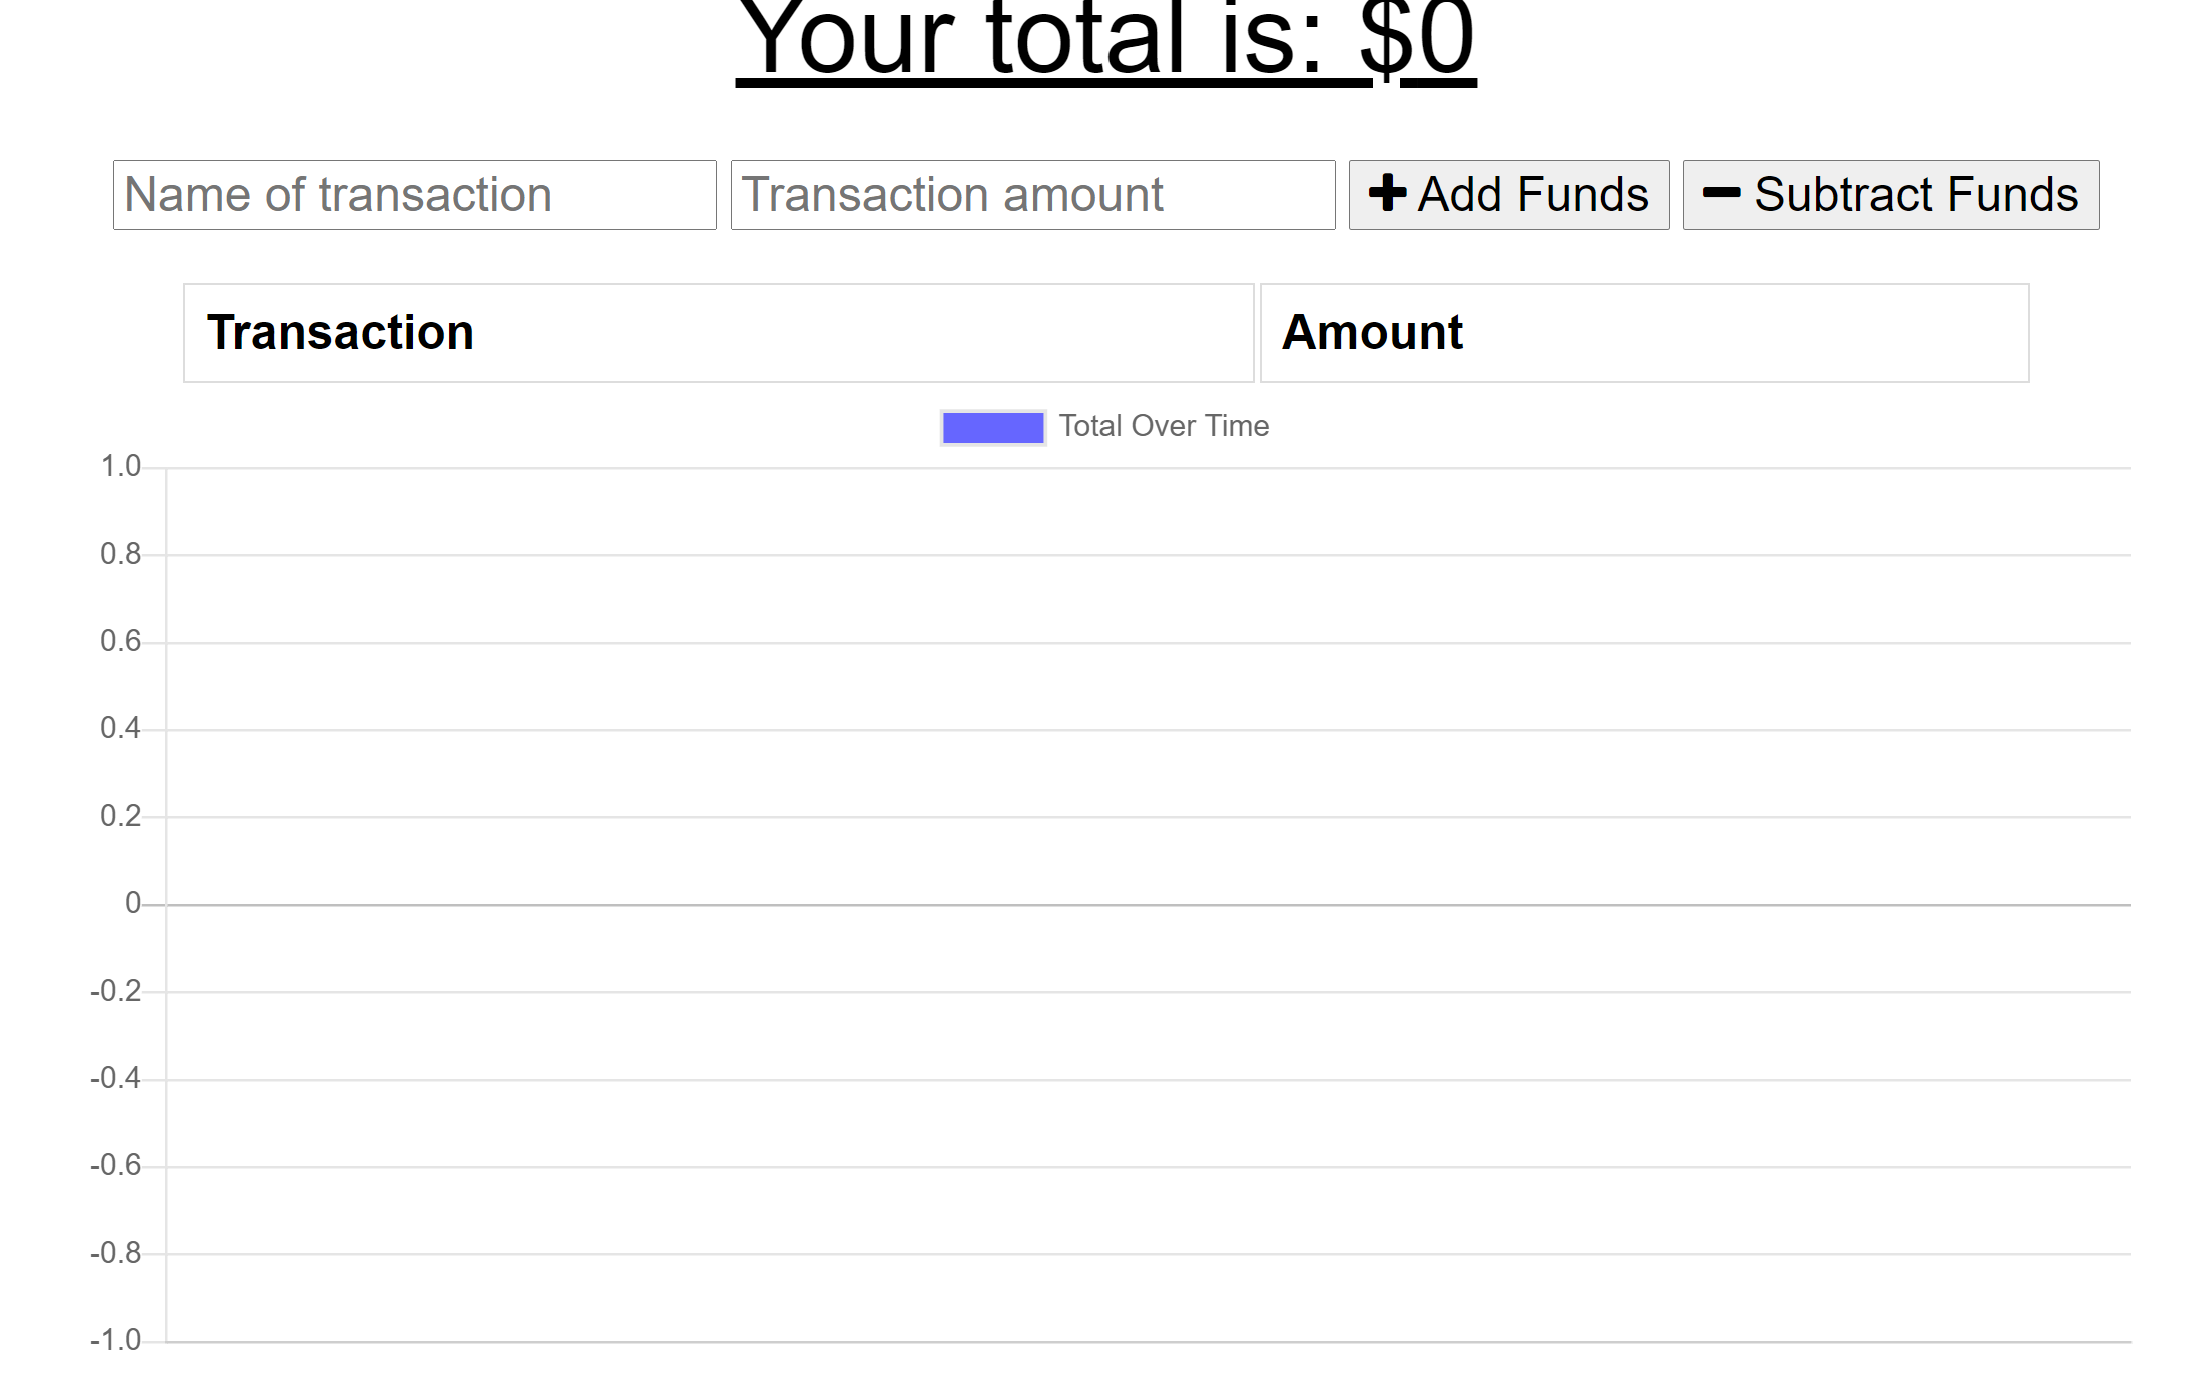 Your total is: $0
Name of transaction Transaction amount Add Funds Subtract Funds
Transaction Amount
Total Over Time
1.0
0.8
0.6
0.4
0.2
0
-0.2
-0.4
-0.6
-0.8
-1.0